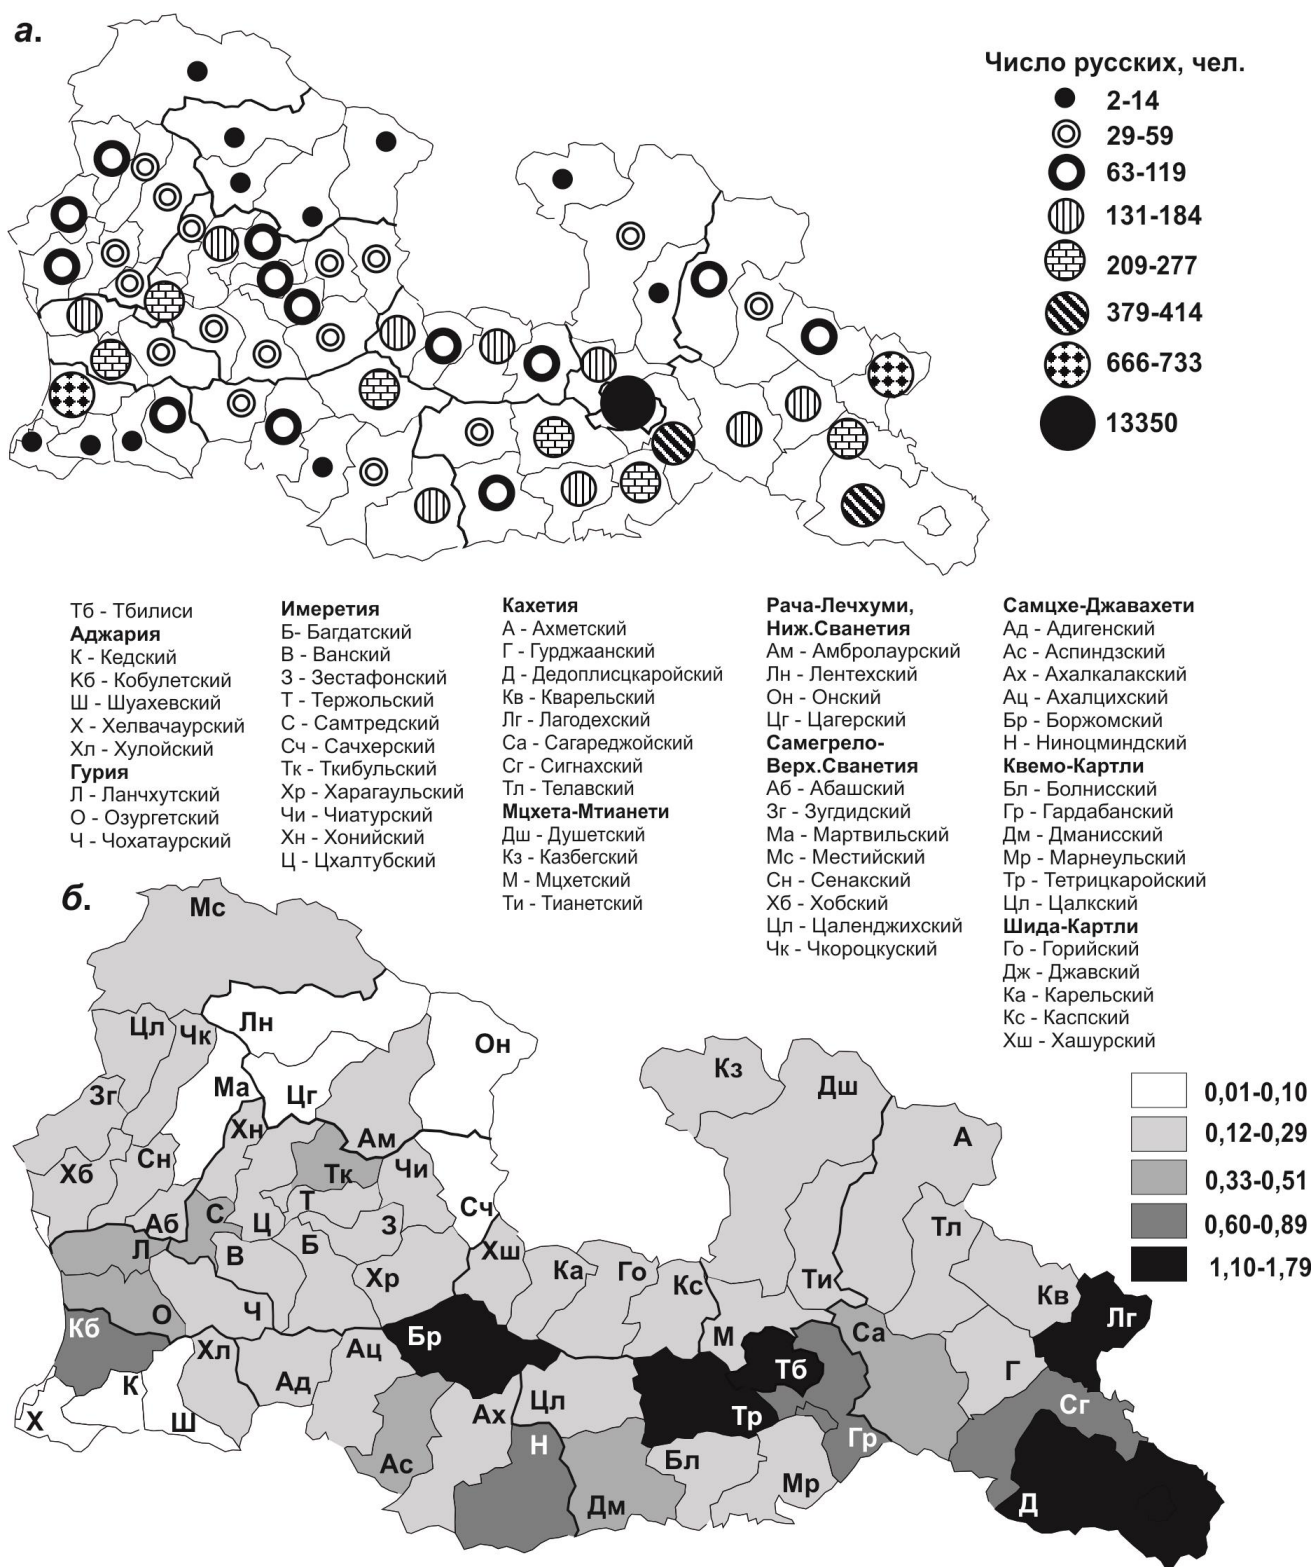 а.
Число русских, чел.
2-14
29-59
63-119
131-184
209-277
379-414
666-733
13350
Тб - Тбилиси
Аджария
К - Кедский
Кб - Кобулетский
Ш - Шуахевский
Х - Хелвачаурский
Хл - Хулойский
Гурия
Л - Ланчхутский
О - Озургетский
Ч - Чохатаурский
Имеретия
Б- Багдатский
В - Ванский
З - Зестафонский
Т - Тержольский
С - Самтредский
Сч - Сачхерский
Тк - Ткибульский
Хр - Харагаульский
Чи - Чиатурский
Хн - Хонийский
Ц - Цхалтубский
Кахетия
А - Ахметский
Г - Гурджаанский
Д - Дедоплисцкаройский
Кв - Кварельский
Лг - Лагодехский
Са - Сагареджойский
Сг - Сигнахский
Тл - Телавский
Мцхета-Мтианети
Дш - Душетский
Кз - Казбегский
М - Мцхетский
Ти - Тианетский
Рача-Лечхуми,
Ниж.Сванетия
Ам - Амбролаурский
Лн - Лентехский
Он - Онский
Цг - Цагерский
Самегрело-
Верх.Сванетия
Аб - Абашский
Зг - Зугдидский
Ма - Мартвильский
Мс - Местийский
Сн - Сенакский
Хб - Хобский
Цл - Цаленджихский
Чк - Чкороцкуский
Самцхе-Джавахети
Ад - Адигенский
Ас - Аспиндзский
Ах - Ахалкалакский
Ац - Ахалцихский
Бр - Боржомский
Н - Ниноцминдский
Квемо-Картли
Бл - Болнисский
Гр - Гардабанский
Дм - Дманисский
Мр - Марнеульский
Тр - Тетрицкаройский
Цл - Цалкский
Шида-Картли
Го - Горийский
Дж - Джавский
Ка - Карельский
Кс - Каспский
Хш - Хашурский
б.
Мс
Цл
Чк
Лн
Он
Зг
Ма
Цг
Хн
Ам
Хб
Сн
Тк
Чи
Аб
С
Ц
Т
З
Сч
Л
В
Б
Хр
Хш
О
Ч
Кб
Хл
Ад
Ац
Бр
К
Х
Ш
Ас
Ах
Цл
Н
Дм
Ка
Го
Кс
М
Тб
Тр
Бл
Мр
Гр
Кз
Дш
Ти
А
Тл
Кв
Лг
Са
Г
Сг
Д
0,01-0,10
0,12-0,29
0,33-0,51
0,60-0,89
1,10-1,79